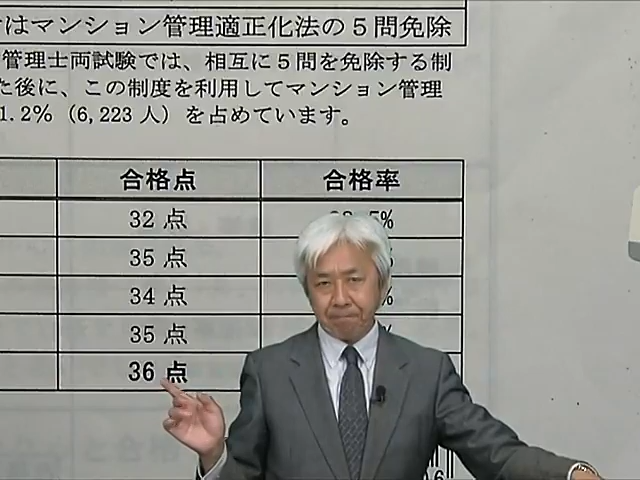 はマンション管理適正化法の５問免除
管理士両試験では、相互に５問を免除する制
た後に、この制度を利用してマンション管理
1.2%（6,223 人）を占めています。
合格点 合格率
32 点 5%
35 点 %
34 点 %
35 点
36 点